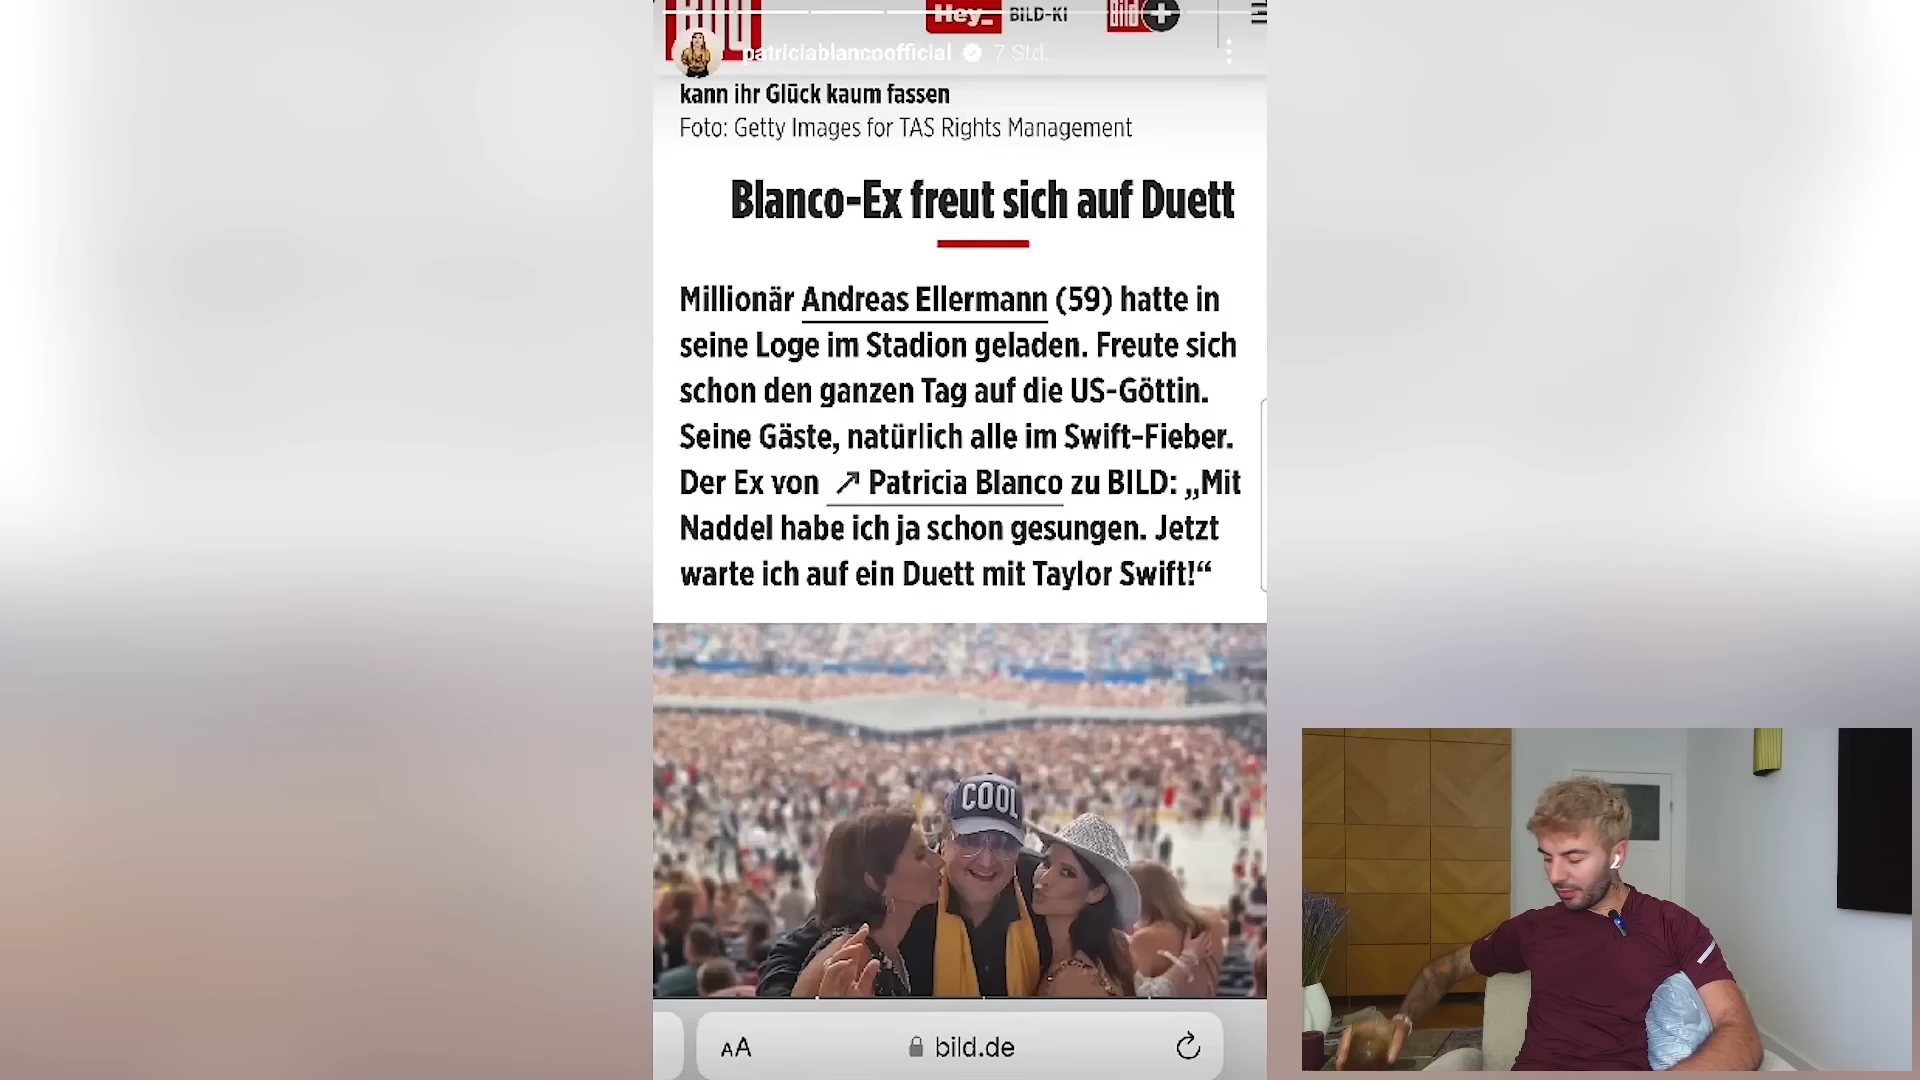 Bild
Hey_ BILD-KI Bild+
patriciablancoofficial 7 Std.
kann ihr Glück kaum fassen
Foto: Getty Images for TAS Rights Management
Blanco-Ex freut sich auf Duett
Millionär Andreas Ellermann (59) hatte in
seine Loge im Stadion geladen. Freute sich
schon den ganzen Tag auf die US-Göttin.
Seine Gäste, natürlich alle im Swift-Fieber.
Der Ex von ↗ Patricia Blanco zu BILD: „Mit
Naddel habe ich ja schon gesungen. Jetzt
warte ich auf ein Duett mit Taylor Swift!“
COOL
AA bild.de